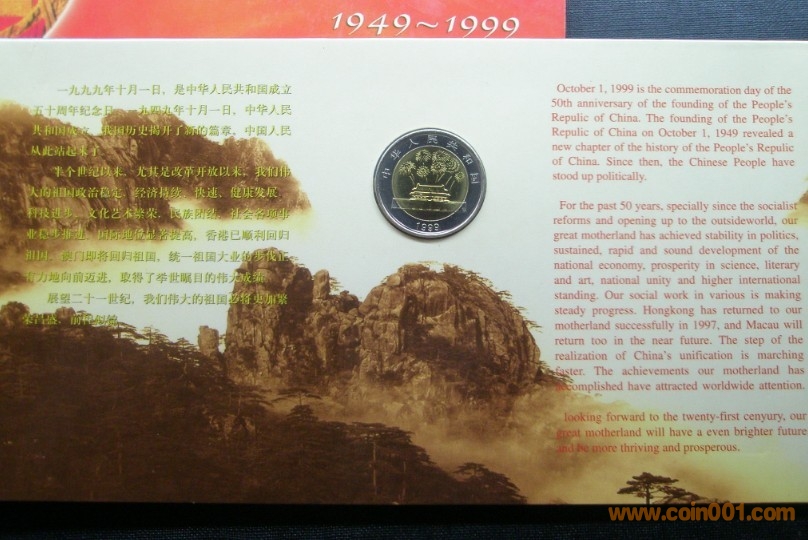 1949~1999
一九九九年十月一日，是中华人民共和国成立
五十周年纪念日。一九四九年十月一日，中华人民
共和国成立，我国历史揭开了新的篇章，中国人民
从此站起来了。
半个世纪以来，尤其是改革开放以来，我们伟
大的祖国政治稳定，经济持续、快速、健康发展，
科技进步，文化艺术繁荣，民族团结，社会各项事
业稳步推进，国际地位显著提高，香港已顺利回归
祖国，澳门即将回归祖国，统一祖国大业的步伐正
有力地向前迈进，取得了举世瞩目的伟大成就。
展望二十一世纪，我们伟大的祖国必将更加繁
荣昌盛，前程似锦。
中华人民共和国
1999
October 1, 1999 is the commemoration day of the
50th anniversary of the founding of the People's
Repulic of China. The founding of the People's
Repulic of China on October 1, 1949 revealed a
new chapter of the history of the People's Repulic
of China. Since then, the Chinese People have
stood up politically.
For the past 50 years, specially since the socialist
reforms and opening up to the outsideworld, our
great motherland has achieved stability in politics,
sustained, rapid and sound development of the
national economy, prosperity in science, literary
and art, national unity and higher international
standing. Our social work in various is making
steady progress. Hongkong has returned to our
motherland successfully in 1997, and Macau will
return too in the near future. The step of the
realization of China's unification is marching
faster. The achievements our motherland has
accomplished have attracted worldwide attention.
looking forward to the twenty-first cenyury, our
great motherland will have a even brighter future
and be more thriving and prosperous.
www.coin001.com